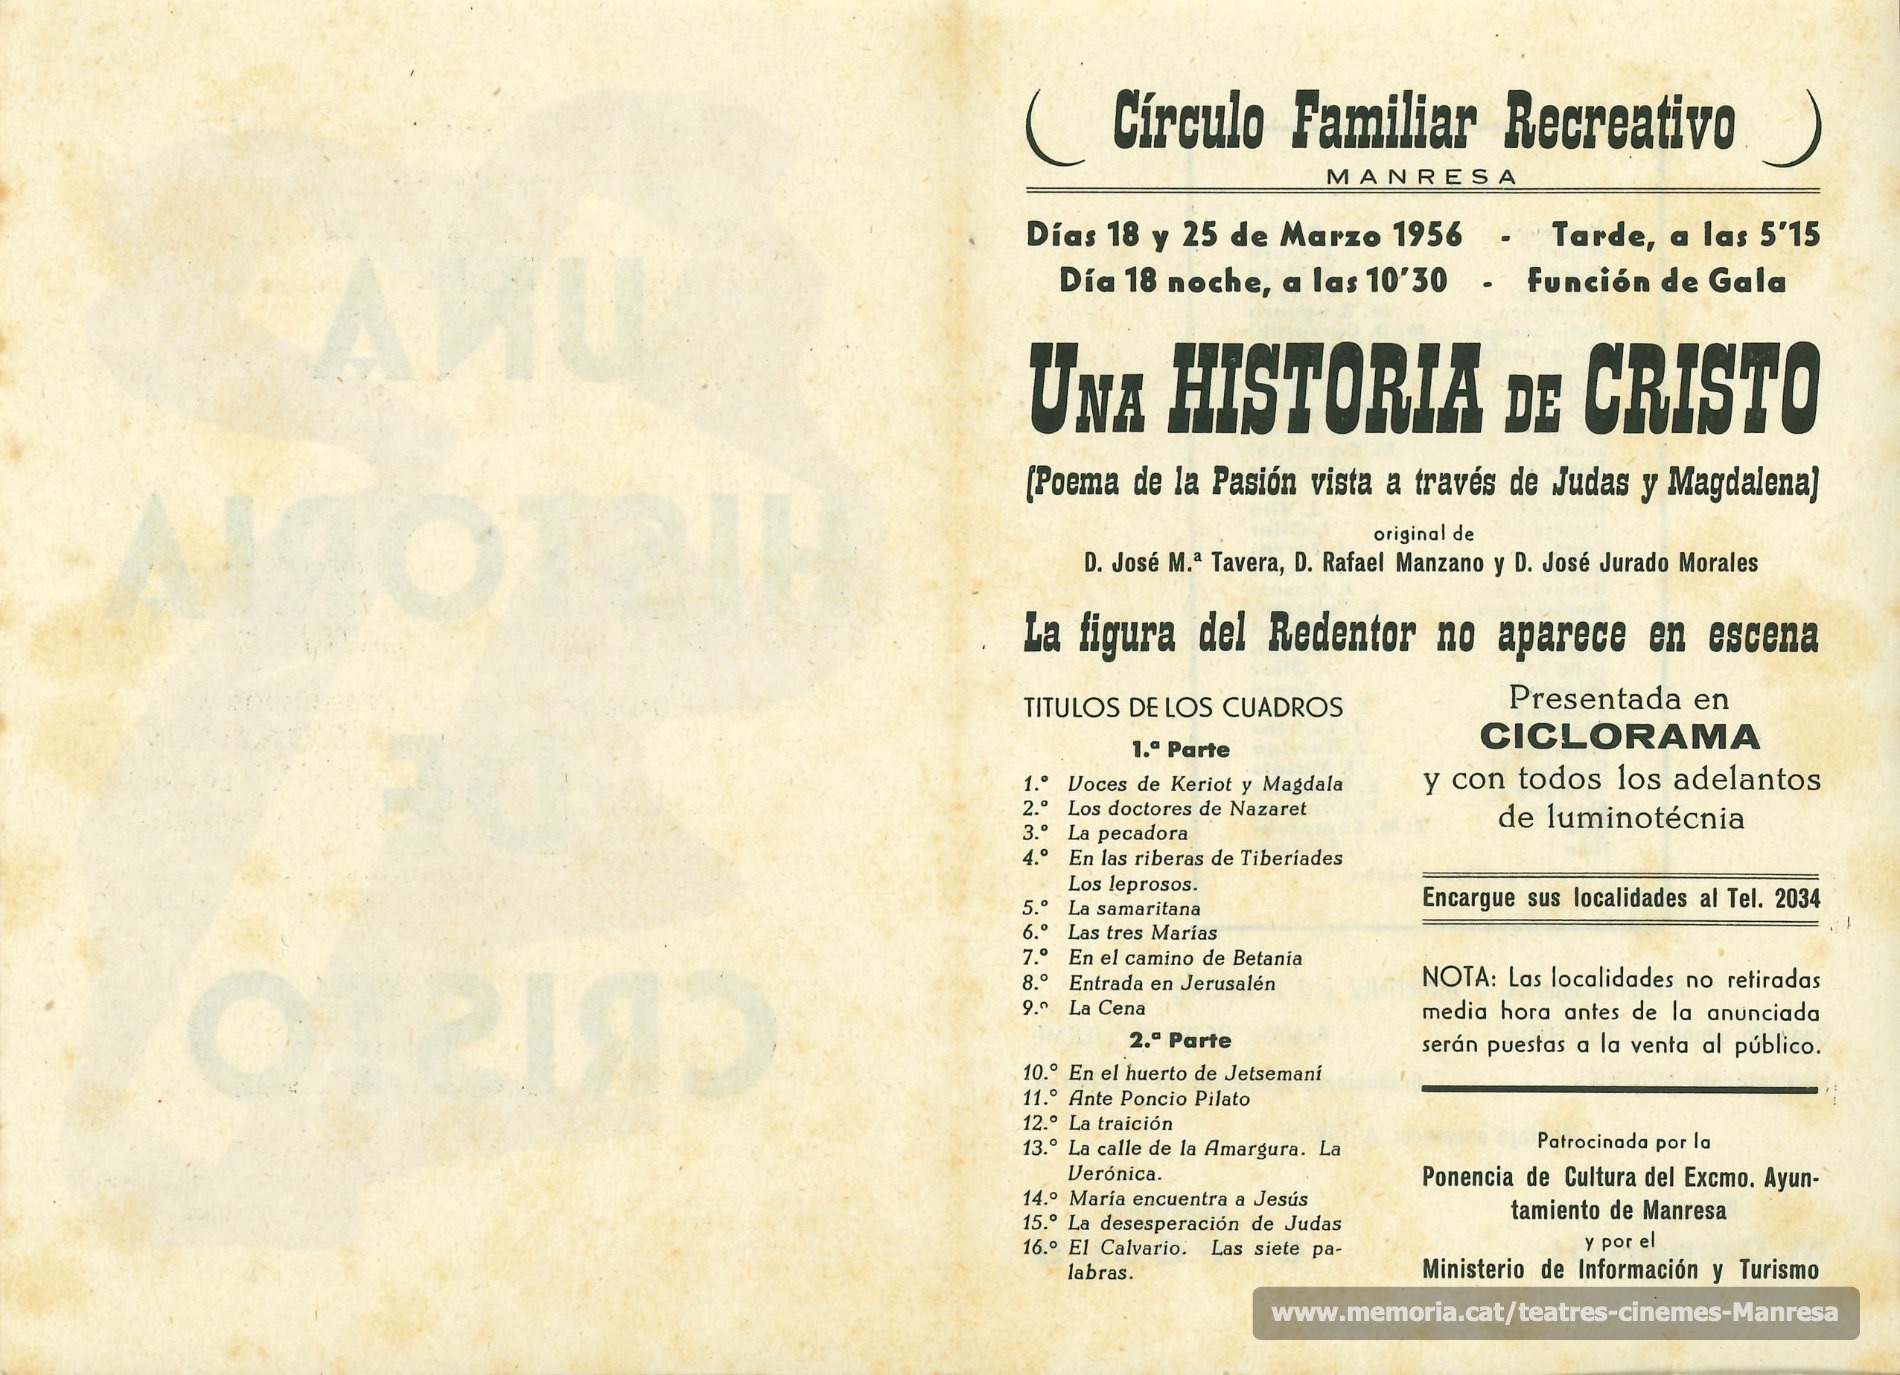 Círculo Familiar Recreativo
MANRESA
Días 18 y 25 de Marzo 1956 - Tarde, a las 5'15
Día 18 noche, a las 10'30 - Función de Gala
UNA HISTORIA DE CRISTO
(Poema de la Pasión vista a través de Judas y Magdalena)
original de
D. José M.ª Tavera, D. Rafael Manzano y D. José Jurado Morales
La figura del Redentor no aparece en escena
TITULOS DE LOS CUADROS
1.ª Parte
1.º Voces de Keriot y Magdala
2.º Los doctores de Nazaret
3.º La pecadora
4.º En las riberas de Tiberíades
Los leprosos.
5.º La samaritana
6.º Las tres Marías
7.º En el camino de Betania
8.º Entrada en Jerusalén
9.º La Cena
2.ª Parte
10.º En el huerto de Jetsemaní
11.º Ante Poncio Pilato
12.º La traición
13.º La calle de la Amargura. La
Verónica.
14.º María encuentra a Jesús
15.º La desesperación de Judas
16.º El Calvario. Las siete pa-
labras.
Presentada en
CICLORAMA
y con todos los adelantos
de luminotécnia
Encargue sus localidades al Tel. 2034
NOTA: Las localidades no retiradas
media hora antes de la anunciada
serán puestas a la venta al público.
Patrocinada por la
Ponencia de Cultura del Excmo. Ayun-
tamiento de Manresa
y por el
Ministerio de Información y Turismo
www.memoria.cat/teatres-cinemes-Manresa
UNA
HISTORIA
DE
CRISTO